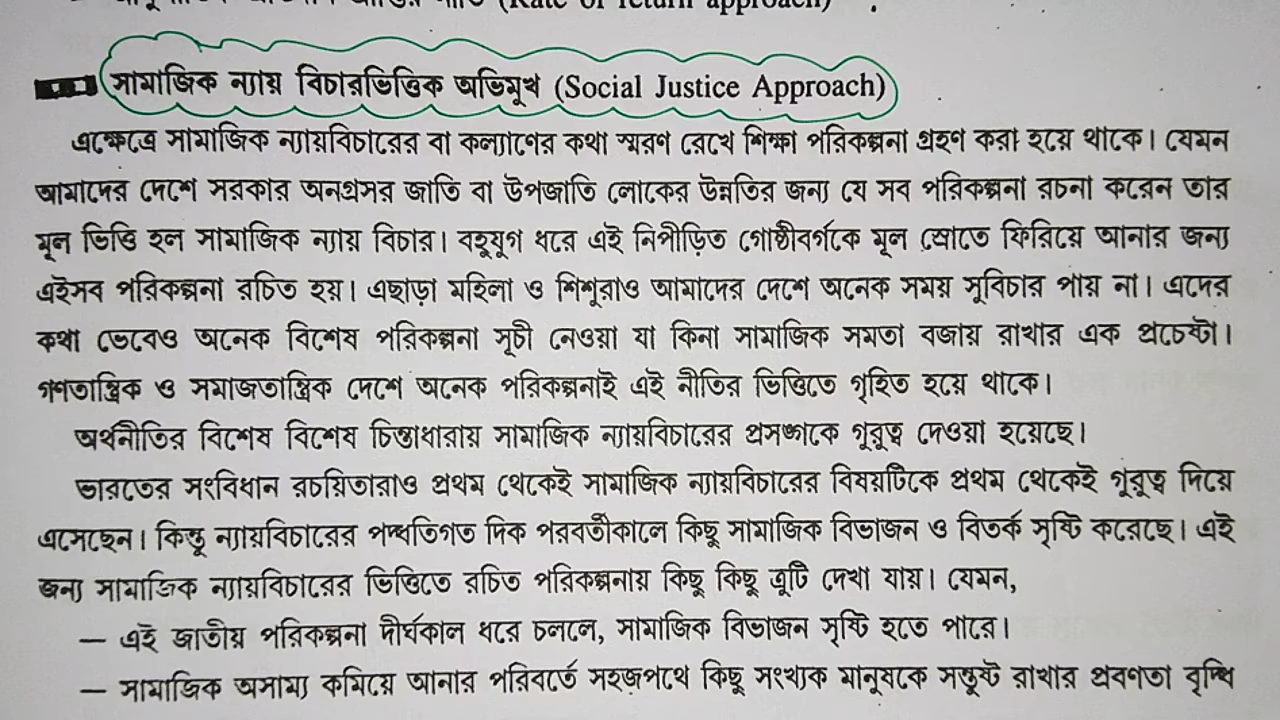 (Rate of return approach)
সামাজিক ন্যায় বিচারভিত্তিক অভিমুখ (Social Justice Approach)
এক্ষেত্রে সামাজিক ন্যায়বিচারের বা কল্যাণের কথা স্মরণ রেখে শিক্ষা পরিকল্পনা গ্রহণ করা হয়ে থাকে। যেমন
আমাদের দেশে সরকার অনগ্রসর জাতি বা উপজাতি লোকের উন্নতির জন্য যে সব পরিকল্পনা রচনা করেন তার
মূল ভিত্তি হল সামাজিক ন্যায় বিচার। বহুযুগ ধরে এই নিপীড়িত গোষ্ঠীবর্গকে মূল স্রোতে ফিরিয়ে আনার জন্য
এইসব পরিকল্পনা রচিত হয়। এছাড়া মহিলা ও শিশুরাও আমাদের দেশে অনেক সময় সুবিচার পায় না। এদের
কথা ভেবেও অনেক বিশেষ পরিকল্পনা সূচী নেওয়া যা কিনা সামাজিক সমতা বজায় রাখার এক প্রচেষ্টা।
গণতান্ত্রিক ও সমাজতান্ত্রিক দেশে অনেক পরিকল্পনাই এই নীতির ভিত্তিতে গৃহিত হয়ে থাকে।
অর্থনীতির বিশেষ বিশেষ চিন্তাধারায় সামাজিক ন্যায়বিচারের প্রসঙ্গকে গুরুত্ব দেওয়া হয়েছে।
ভারতের সংবিধান রচয়িতারাও প্রথম থেকেই সামাজিক ন্যায়বিচারের বিষয়টিকে প্রথম থেকেই গুরুত্ব দিয়ে
এসেছেন। কিন্তু ন্যায়বিচারের পদ্ধতিগত দিক পরবর্তীকালে কিছু সামাজিক বিভাজন ও বিতর্ক সৃষ্টি করেছে। এই
জন্য সামাজিক ন্যায়বিচারের ভিত্তিতে রচিত পরিকল্পনায় কিছু কিছু ত্রুটি দেখা যায়। যেমন,
— এই জাতীয় পরিকল্পনা দীর্ঘকাল ধরে চললে, সামাজিক বিভাজন সৃষ্টি হতে পারে।
— সামাজিক অসাম্য কমিয়ে আনার পরিবর্তে সহজপথে কিছু সংখ্যক মানুষকে সন্তুষ্ট রাখার প্রবণতা বৃদ্ধি